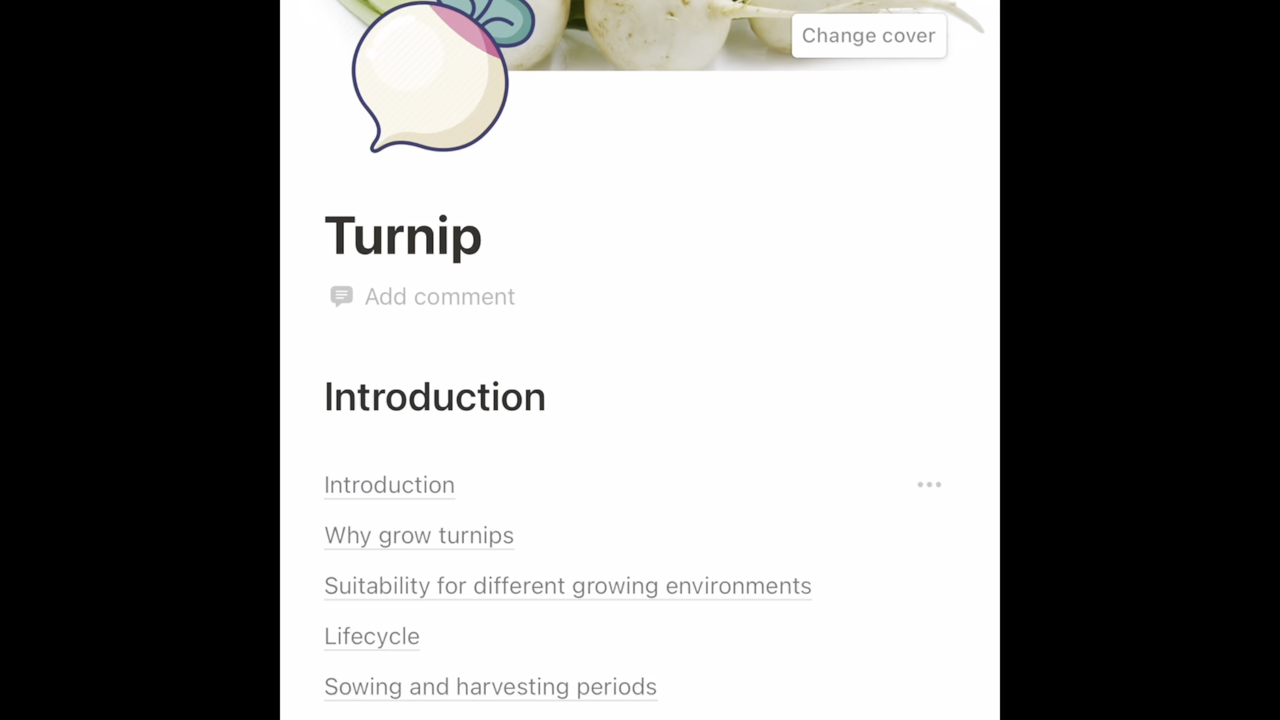 Change cover
Turnip
Add comment
Introduction
Introduction
Why grow turnips
Suitability for different growing environments
Lifecycle
Sowing and harvesting periods